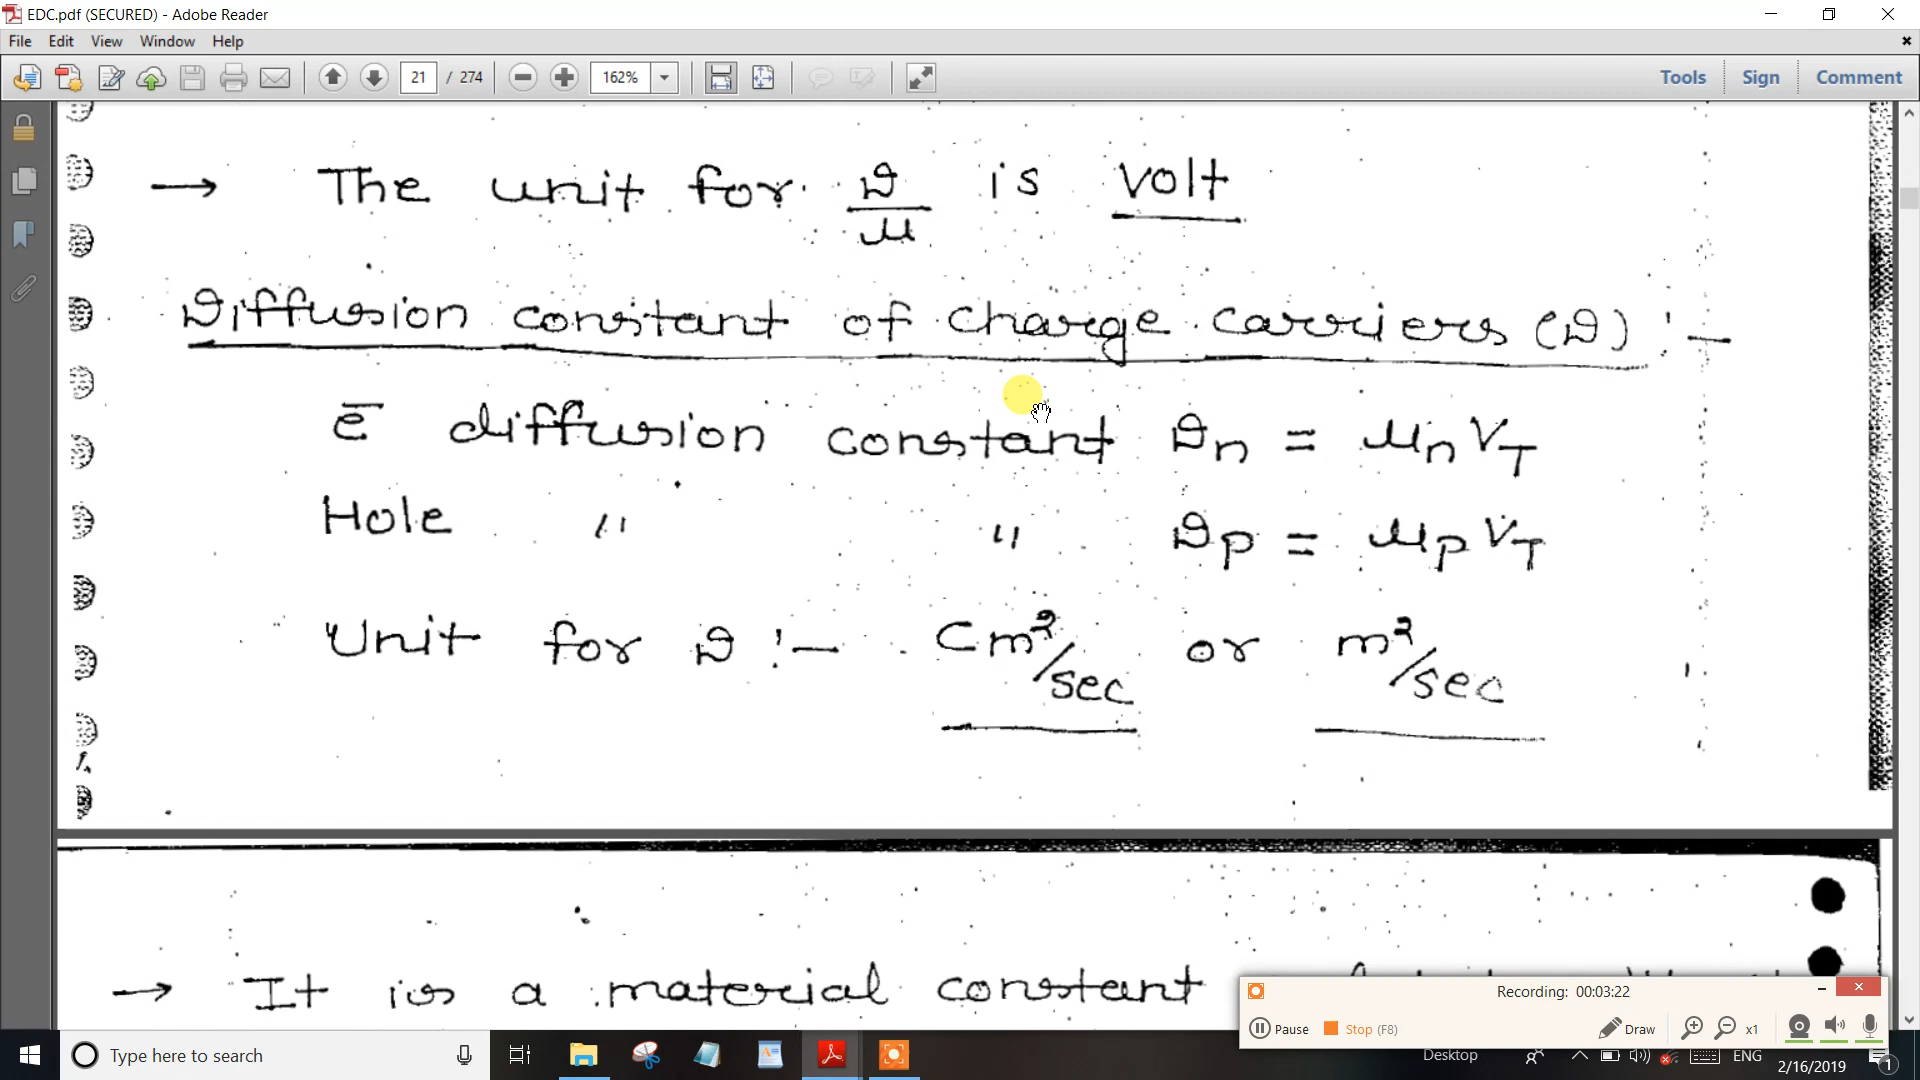 EDC.pdf (SECURED) - Adobe Reader
File Edit View Window Help
21 / 274 162% Tools Sign Comment
→ The unit for D/μ is volt
Diffusion constant of charge carriers (D) :-
e̅ diffusion constant Dn = μn VT
Hole " " Dp = μp VT
Unit for D :- Cm²/sec or m²/sec
→ It is a material constant
Recording: 00:03:22
Pause Stop (F8) Draw x1
Type here to search
Desktop ENG
2/16/2019 1